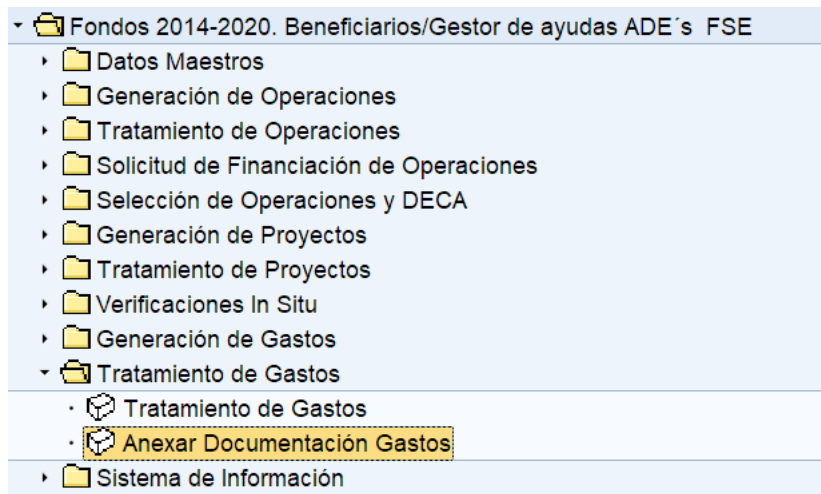 Fondos 2014-2020. Beneficiarios/Gestor de ayudas ADE´s FSE
Datos Maestros
Generación de Operaciones
Tratamiento de Operaciones
Solicitud de Financiación de Operaciones
Selección de Operaciones y DECA
Generación de Proyectos
Tratamiento de Proyectos
Verificaciones In Situ
Generación de Gastos
Tratamiento de Gastos
Tratamiento de Gastos
Anexar Documentación Gastos
Sistema de Información